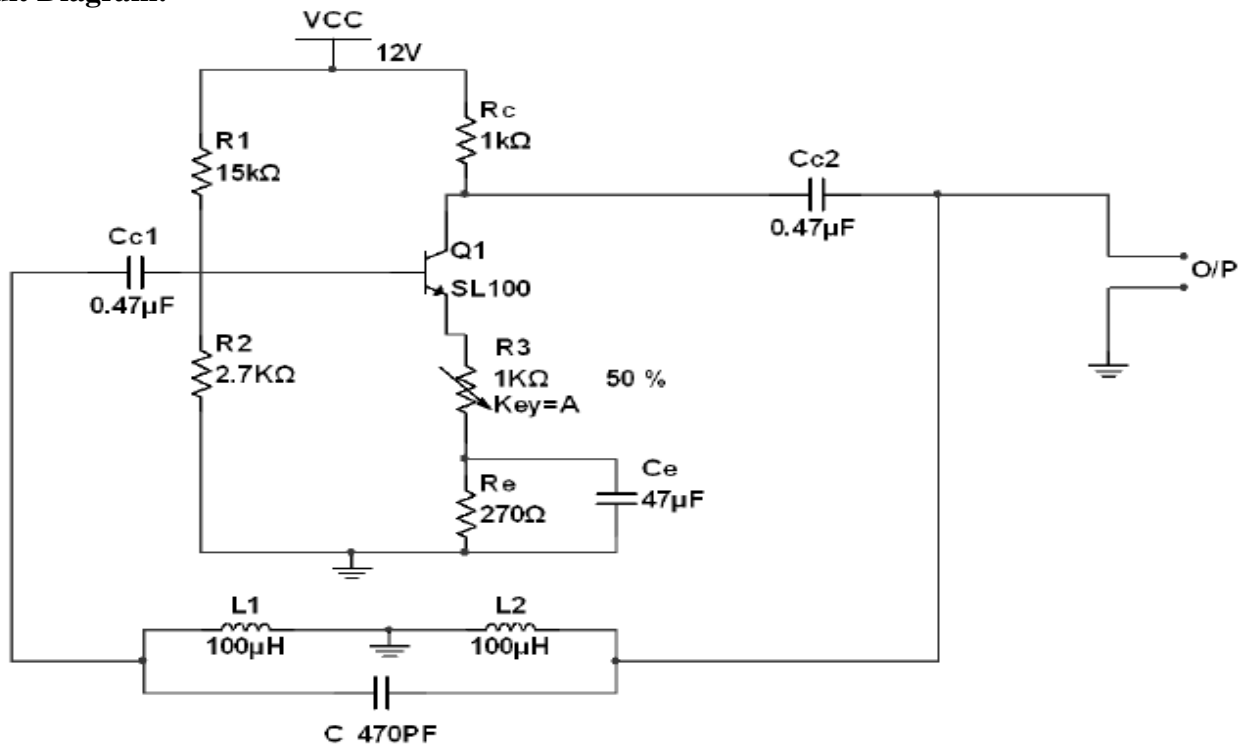 VCC
12V
Rc
1kΩ
R1
15kΩ
Cc2
0.47µF
Cc1
0.47µF
Q1
SL100
O/P
R2
2.7KΩ
R3
1KΩ 50 %
Key=A
Re
270Ω
Ce
47µF
L1
100µH
L2
100µH
C 470PF